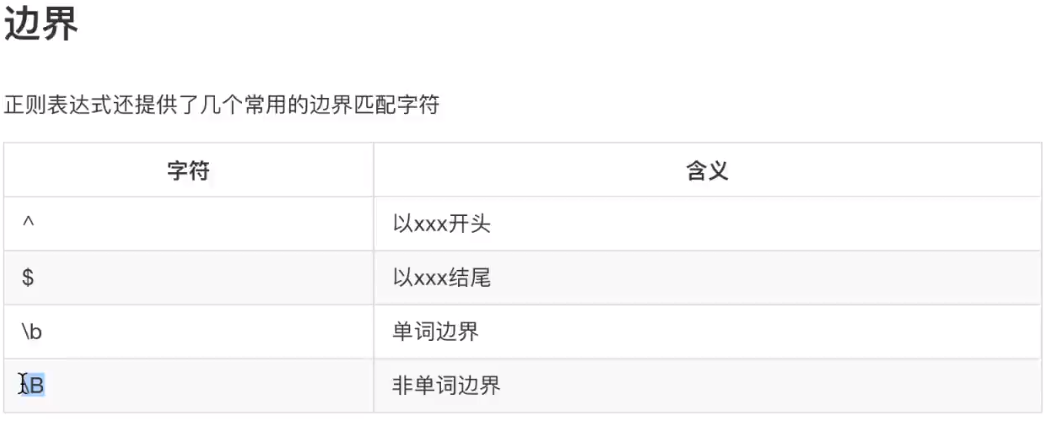 边界
正则表达式还提供了几个常用的边界匹配字符
字符 含义
^ 以xxx开头
$ 以xxx结尾
\b 单词边界
\B 非单词边界